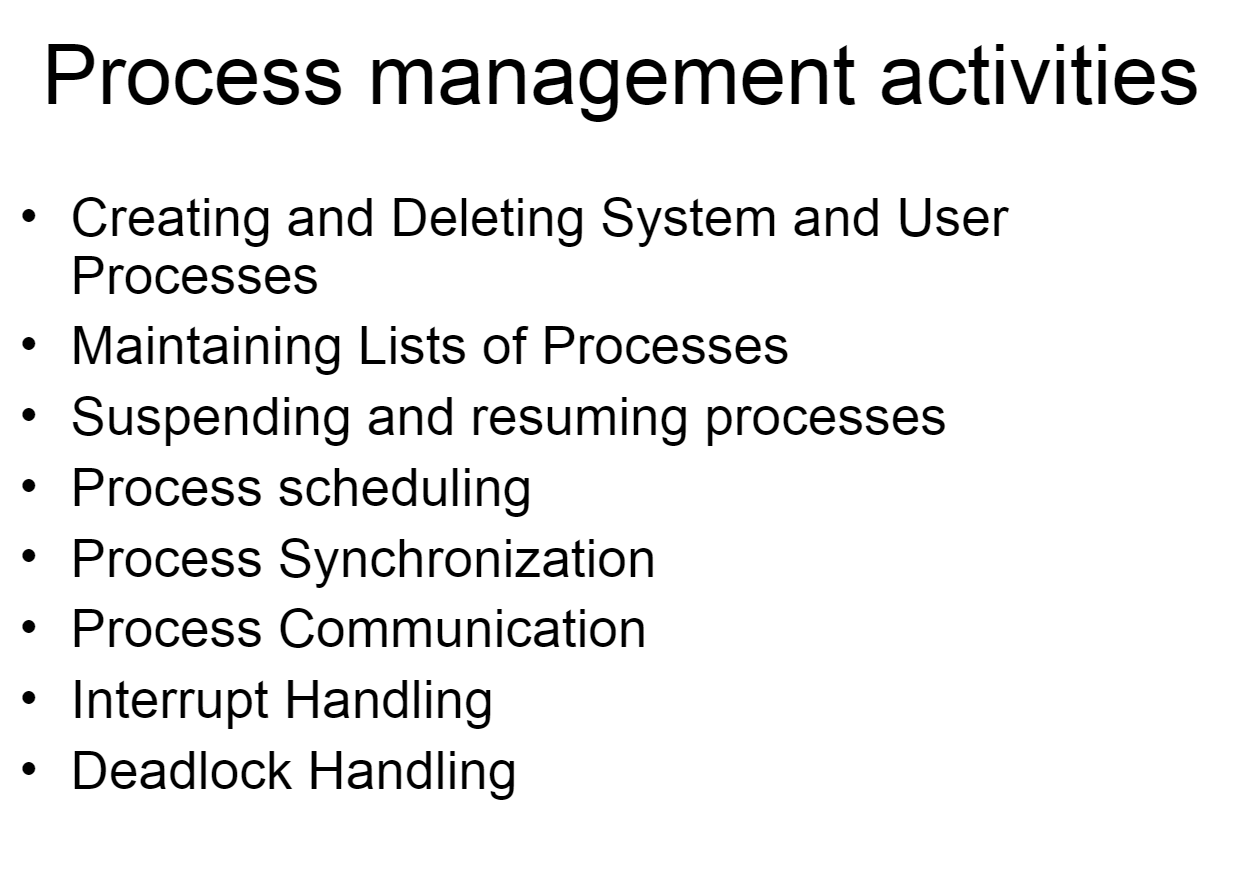 Process management activities
• Creating and Deleting System and User
Processes
• Maintaining Lists of Processes
• Suspending and resuming processes
• Process scheduling
• Process Synchronization
• Process Communication
• Interrupt Handling
• Deadlock Handling